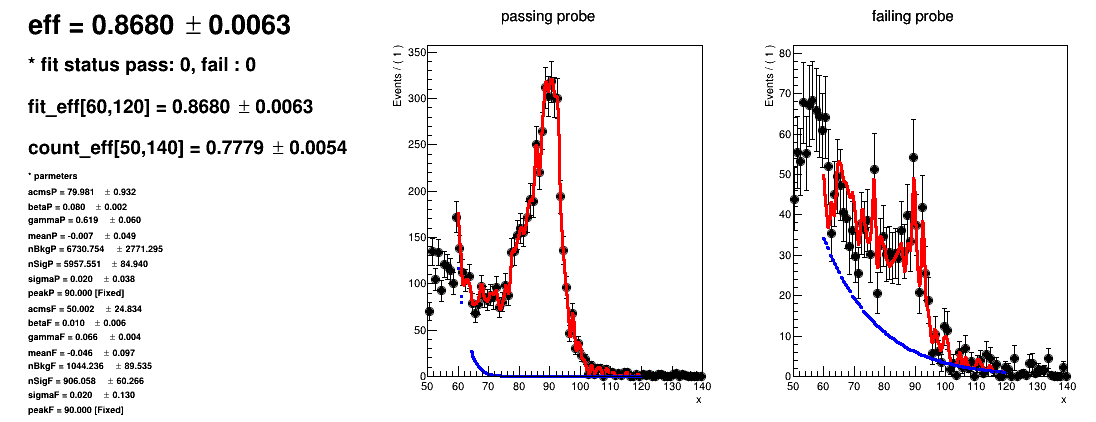 eff = 0.8680 ± 0.0063
* fit status pass: 0, fail : 0
fit_eff[60,120] = 0.8680 ± 0.0063
count_eff[50,140] = 0.7779 ± 0.0054
* parmeters
acmsP = 79.981 ± 0.932
betaP = 0.080 ± 0.002
gammaP = 0.619 ± 0.060
meanP = -0.007 ± 0.049
nBkgP = 6730.754 ± 2771.295
nSigP = 5957.551 ± 84.940
sigmaP = 0.020 ± 0.038
peakP = 90.000 [Fixed]
acmsF = 50.002 ± 24.834
betaF = 0.010 ± 0.006
gammaF = 0.066 ± 0.004
meanF = -0.046 ± 0.097
nBkgF = 1044.236 ± 89.535
nSigF = 906.058 ± 60.266
sigmaF = 0.020 ± 0.130
peakF = 90.000 [Fixed]
passing probe
Events / ( 1 )
350
300
250
200
150
100
50
0
50 60 70 80 90 100 110 120 130 140
x
failing probe
Events / ( 1 )
80
70
60
50
40
30
20
10
0
50 60 70 80 90 100 110 120 130 140
x